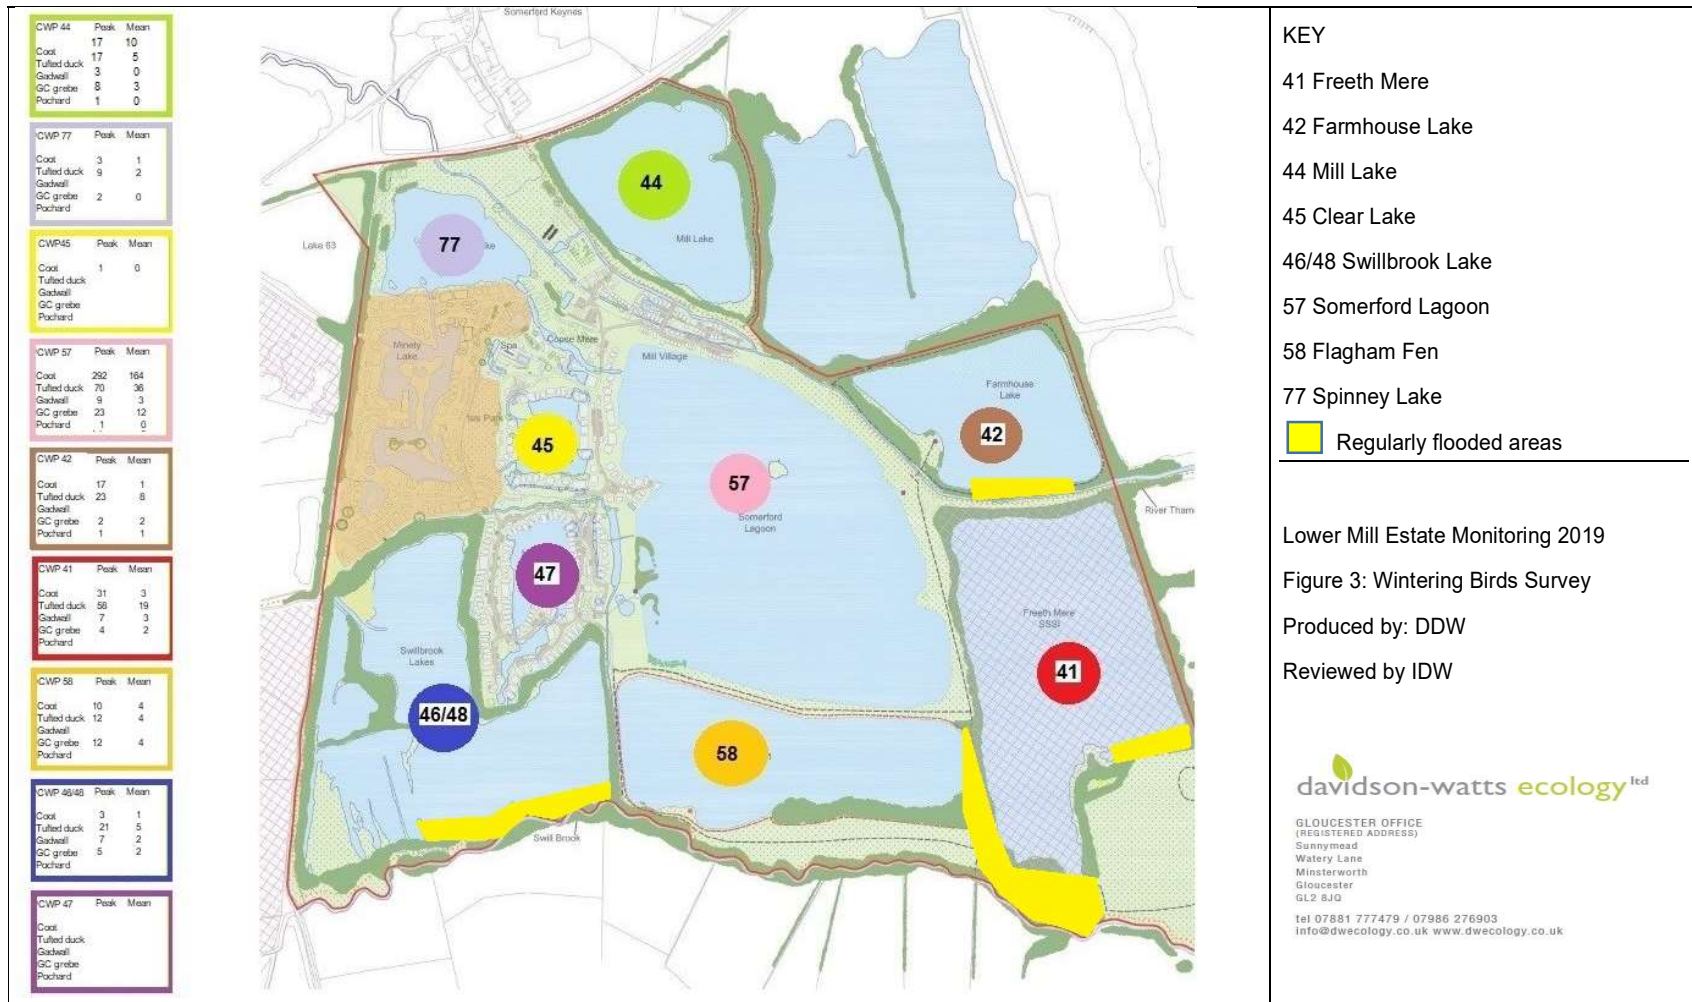 CWP 44 Peak Mean
17 10
Coot
Tufted duck 17 5
Gadwall 3 0
GC grebe 8 3
Pochard 1 0
CWP 77 Peak Mean
Coot 3 1
Tufted duck 9 2
Gadwall
GC grebe 2 0
Pochard
CWP45 Peak Mean
Coot 1 0
Tufted duck
Gadwall
GC grebe
Pochard
CWP 57 Peak Mean
Coot 292 164
Tufted duck 70 36
Gadwall 9 3
GC grebe 23 12
Pochard 1 0
CWP 42 Peak Mean
Coot 17 1
Tufted duck 23 8
Gadwall
GC grebe 2 2
Pochard 1 1
CWP 41 Peak Mean
Coot 31 3
Tufted duck 58 19
Gadwall 7 3
GC grebe 4 2
Pochard
CWP 58 Peak Mean
Coot 10 4
Tufted duck 12 4
Gadwall
GC grebe 12 4
Pochard
CWP 46/48 Peak Mean
Coot 3 1
Tufted duck 21 5
Gadwall 7 2
GC grebe 5 2
Pochard
CWP 47 Peak Mean
Coot
Tufted duck
Gadwall
GC grebe
Pochard
Somerford Keynes
44
Mill Lake
Lake 63
77
Minety
Lake
Spa
Copse Mere
Mill Village
Farmhouse
Lake
42
45
57
Somerford
Lagoon
River Tham
47
Freeth Mere
SSSI
41
Swillbrook
Lakes
46/48
58
Swill Brook
KEY
41 Freeth Mere
42 Farmhouse Lake
44 Mill Lake
45 Clear Lake
46/48 Swillbrook Lake
57 Somerford Lagoon
58 Flagham Fen
77 Spinney Lake
Regularly flooded areas
Lower Mill Estate Monitoring 2019
Figure 3: Wintering Birds Survey
Produced by: DDW
Reviewed by IDW
davidson-watts ecology ltd
GLOUCESTER OFFICE
(REGISTERED ADDRESS)
Sunnymead
Watery Lane
Minsterworth
Gloucester
GL2 8JQ
tel 07881 777479 / 07986 276903
info@dwecology.co.uk www.dwecology.co.uk